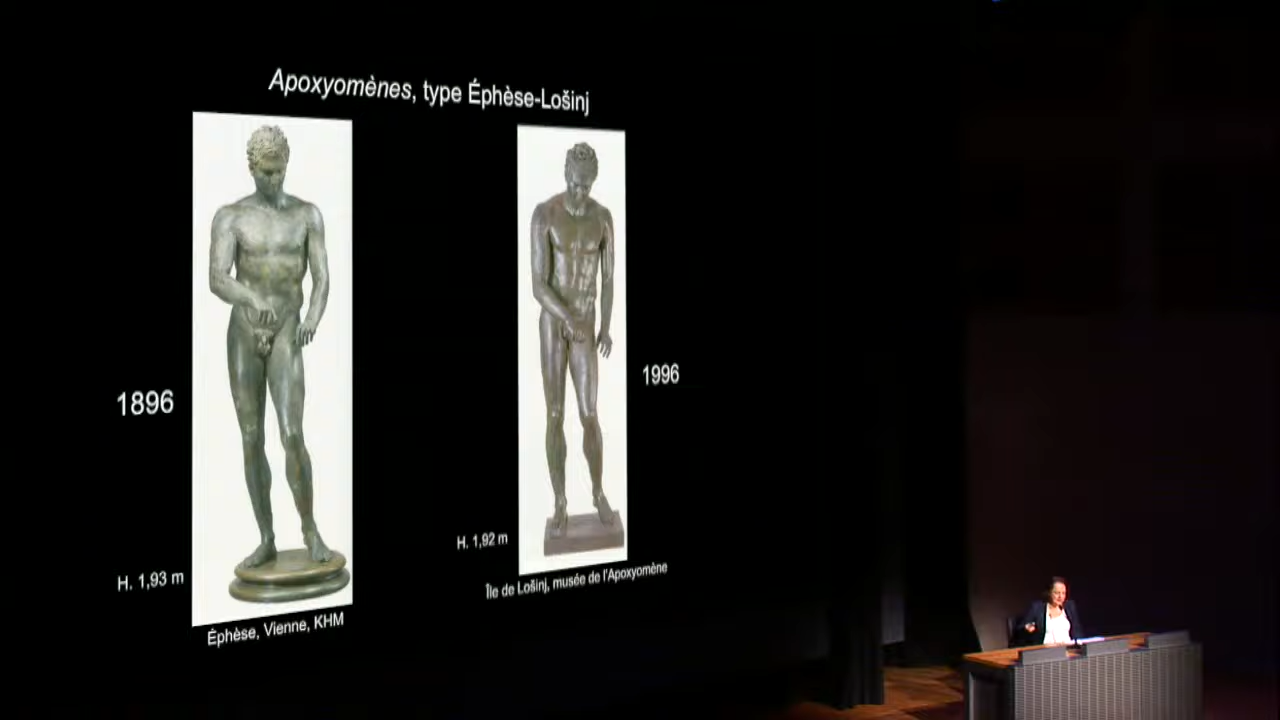 Apoxyomènes, type Éphèse-Lošinj
1896
1996
H. 1,93 m
H. 1,92 m
Éphèse, Vienne, KHM
Île de Lošinj, musée de l'Apoxyomène